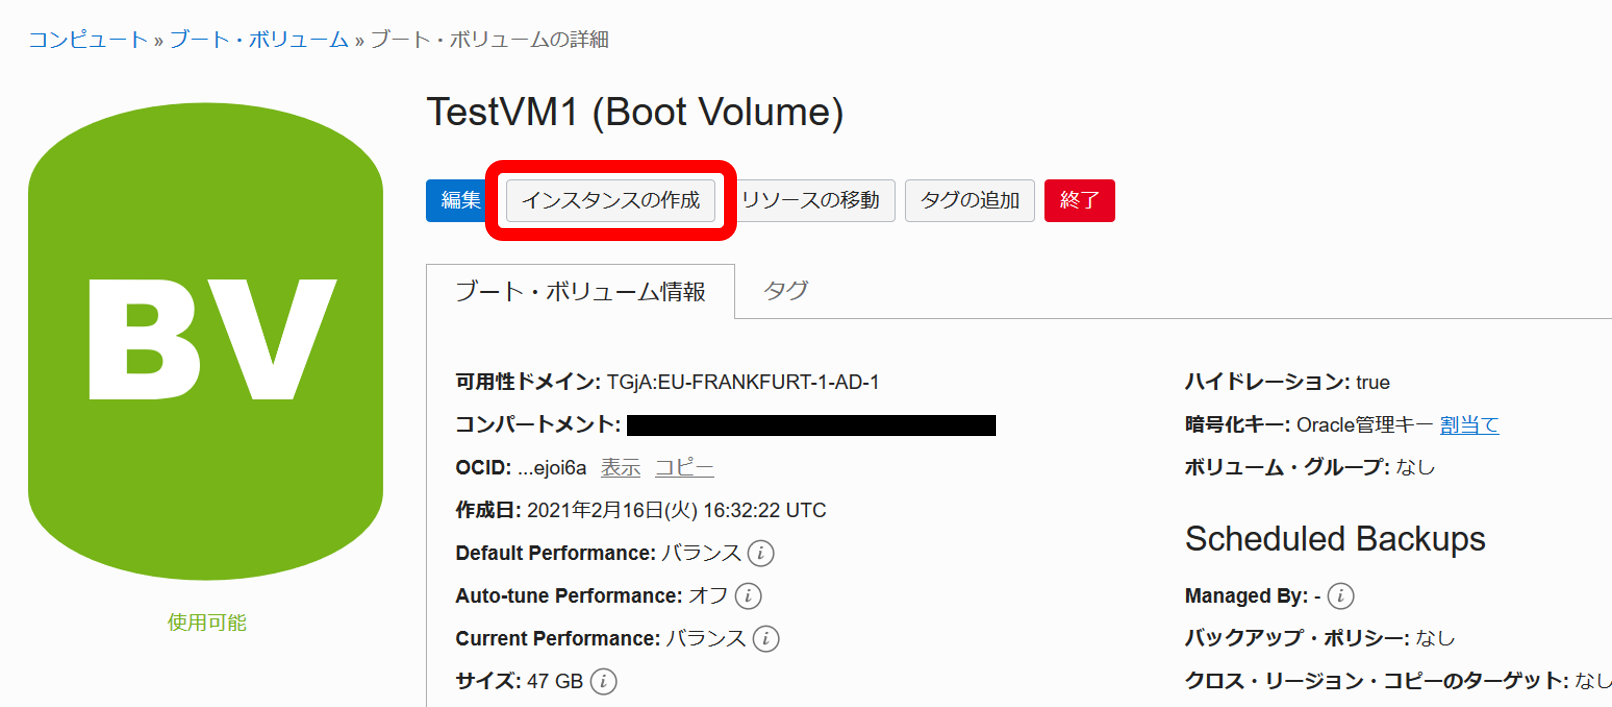 コンピュート » ブート・ボリューム » ブート・ボリュームの詳細
BV
使用可能
TestVM1 (Boot Volume)
編集 インスタンスの作成 リソースの移動 タグの追加 終了
ブート・ボリューム情報 タグ
可用性ドメイン: TGjA:EU-FRANKFURT-1-AD-1
コンパートメント:
OCID: ...ejoi6a 表示 コピー
作成日: 2021年2月16日(火) 16:32:22 UTC
Default Performance: バランス i
Auto-tune Performance: オフ i
Current Performance: バランス i
サイズ: 47 GB i
ハイドレーション: true
暗号化キー: Oracle管理キー 割当て
ボリューム・グループ: なし
Scheduled Backups
Managed By: - i
バックアップ・ポリシー: なし
クロス・リージョン・コピーのターゲット: なし